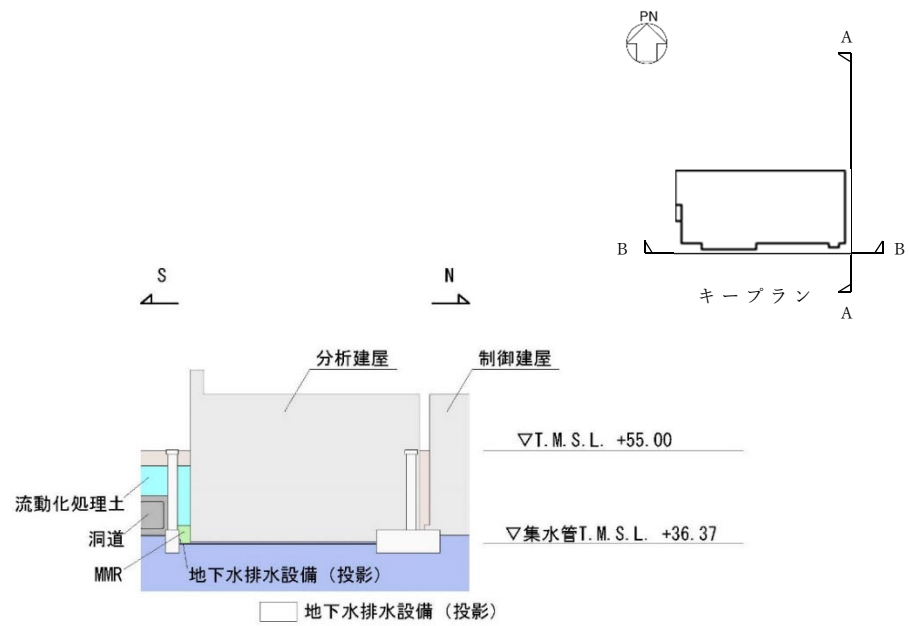 PN
A
B
B
キープラン
A
S
N
分析建屋
制御建屋
▽T.M.S.L. +55.00
流動化処理土
洞道
▽集水管T.M.S.L. +36.37
MMR
地下水排水設備（投影）
地下水排水設備（投影）